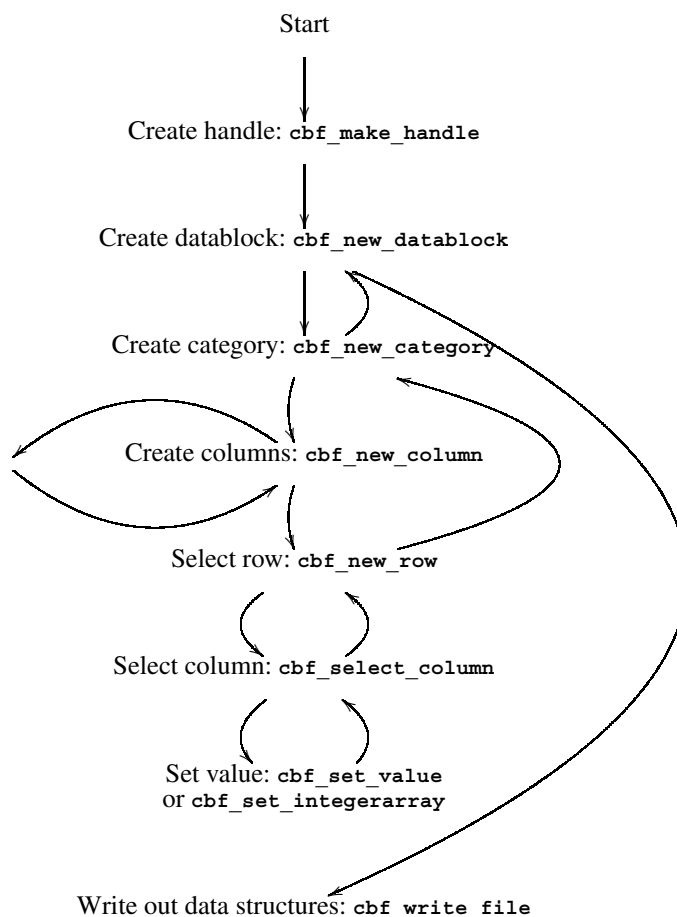 Start
Create handle: cbf_make_handle
Create datablock: cbf_new_datablock
Create category: cbf_new_category
Create columns: cbf_new_column
Select row: cbf_new_row
Select column: cbf_select_column
Set value: cbf_set_value
or cbf_set_integerarray
Write out data structures: cbf_write_file